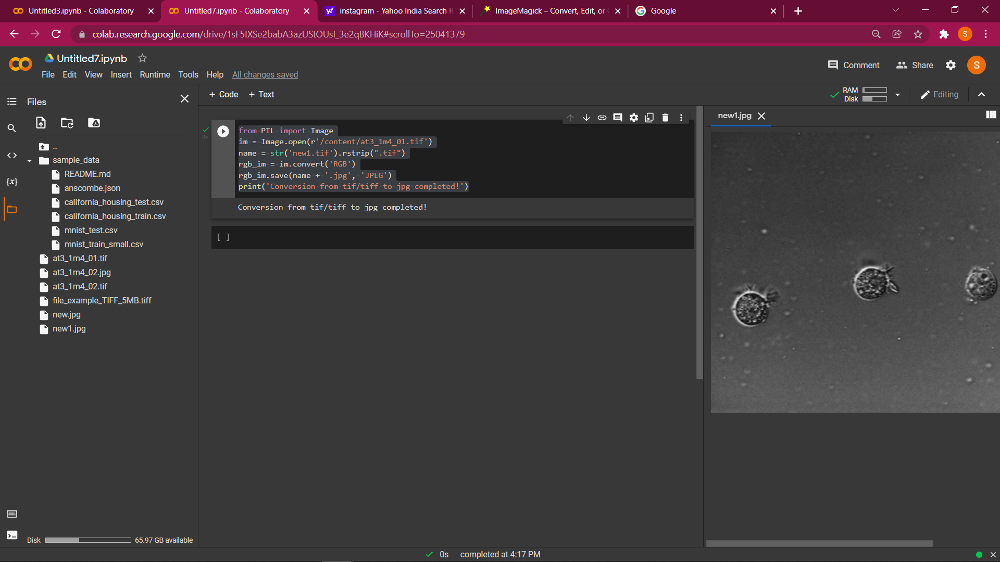 Untitled3.ipynb - Colaboratory
Untitled7.ipynb - Colaboratory
instagram - Yahoo India Search R
ImageMagick – Convert, Edit, or
Google
colab.research.google.com/drive/1sF5IXSe2babA3azUStOUsI_3e2qBKHiK#scrollTo=25041379
S
Untitled7.ipynb
File Edit View Insert Runtime Tools Help All changes saved
Comment
Share
S
Files
+ Code + Text
RAM
Disk
Editing
..
sample_data
README.md
anscombe.json
california_housing_test.csv
california_housing_train.csv
mnist_test.csv
mnist_train_small.csv
at3_1m4_01.tif
at3_1m4_02.jpg
at3_1m4_02.tif
file_example_TIFF_5MB.tiff
new.jpg
new1.jpg
Disk
65.97 GB available
0s
from PIL import Image
im = Image.open(r'/content/at3_1m4_01.tif')
name = str('new1.tif').rstrip(".tif")
rgb_im = im.convert('RGB')
rgb_im.save(name + '.jpg', 'JPEG')
print('Conversion from tif/tiff to jpg completed!')
Conversion from tif/tiff to jpg completed!
[ ]
new1.jpg
0s completed at 4:17 PM